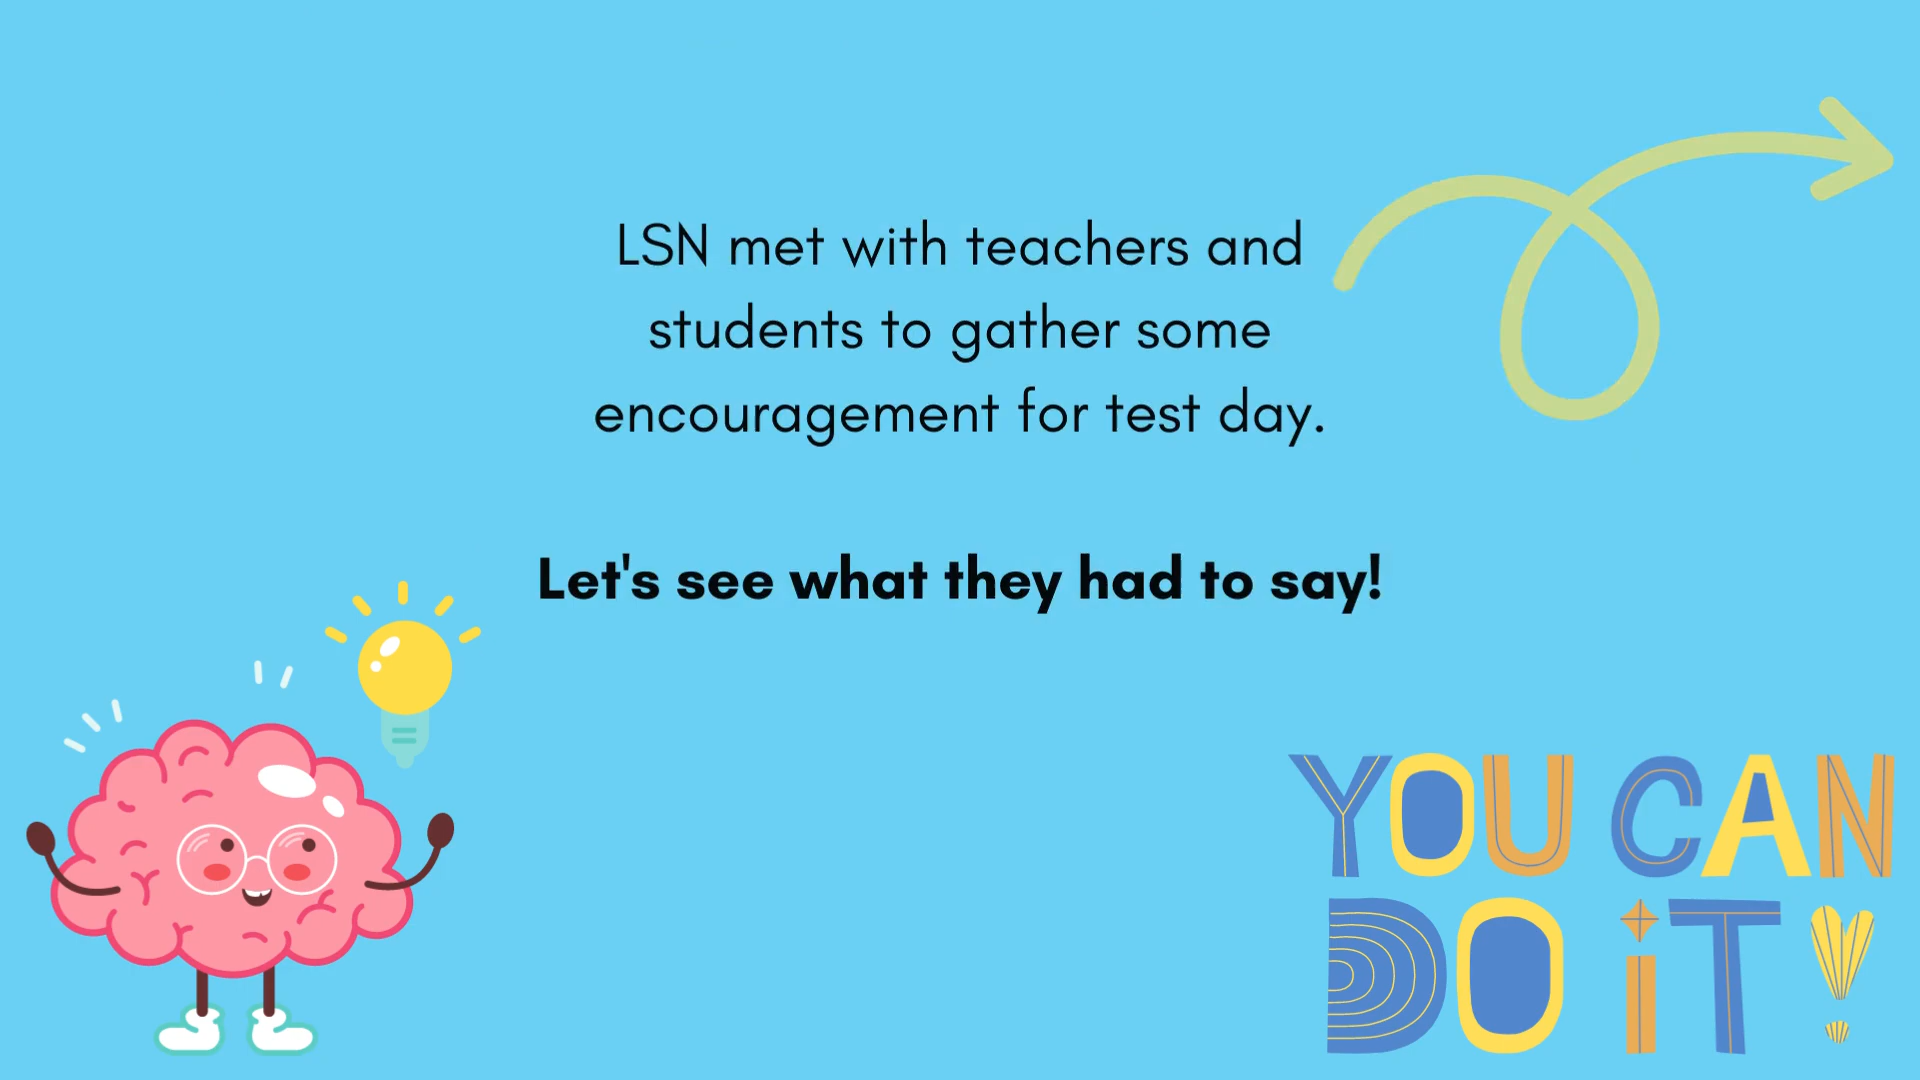 LSN met with teachers and
students to gather some
encouragement for test day.
Let's see what they had to say!
YOU CAN
DO iT!